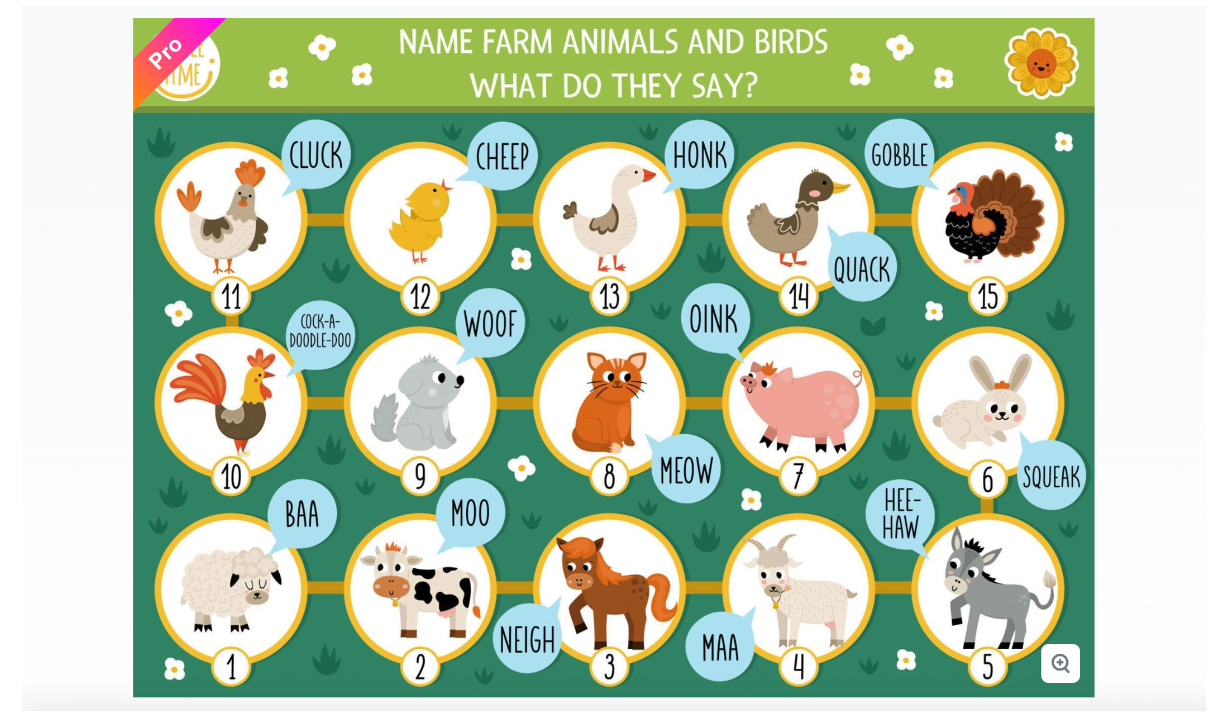 Pro
TIME
NAME FARM ANIMALS AND BIRDS
WHAT DO THEY SAY?
CLUCK
CHEEP
HONK
GOBBLE
QUACK
11
12
13
14
15
COCK-A-
DOODLE-DOO
WOOF
OINK
MEOW
SQUEAK
10
9
8
7
6
BAA
MOO
HEE-
HAW
NEIGH
MAA
1
2
3
4
5